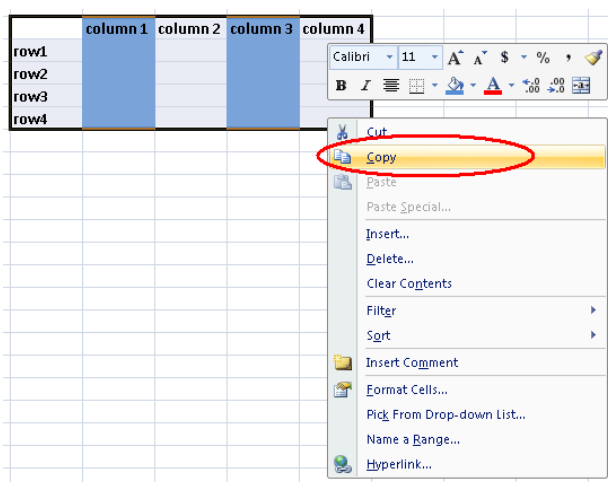 column 1 column 2 column 3 column 4
row1
row2
row3
row4
Calibri 11 A A $ % ,
B I A .00 .00 a
Cut
Copy
Paste
Paste Special...
Insert...
Delete...
Clear Contents
Filter
Sort
Insert Comment
Format Cells...
Pick From Drop-down List...
Name a Range...
Hyperlink...